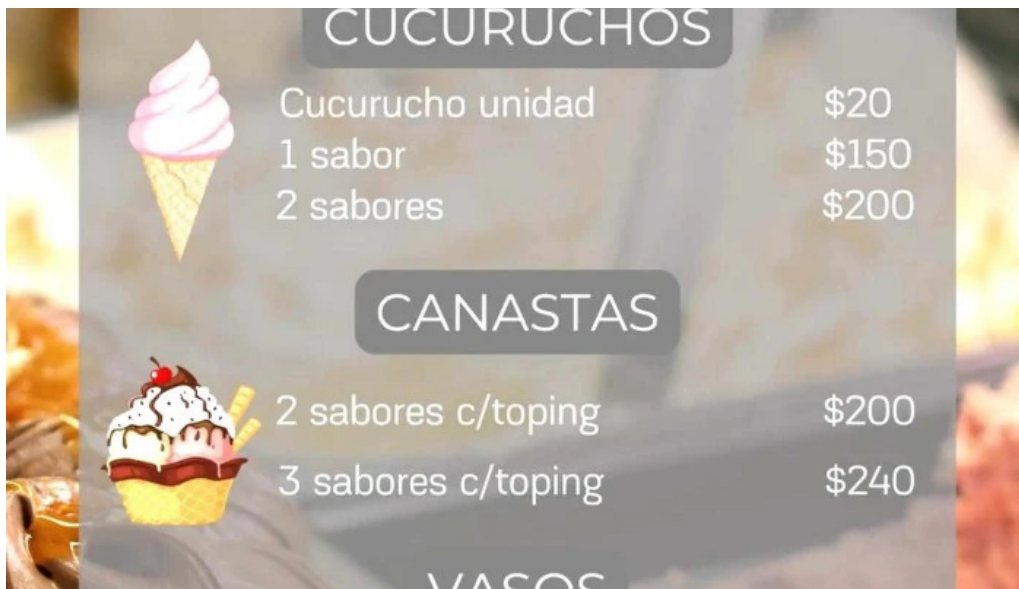 CUCURUCHOS
Cucurucho unidad $20
1 sabor $150
2 sabores $200
CANASTAS
2 sabores c/toping $200
3 sabores c/toping $240
VASOS